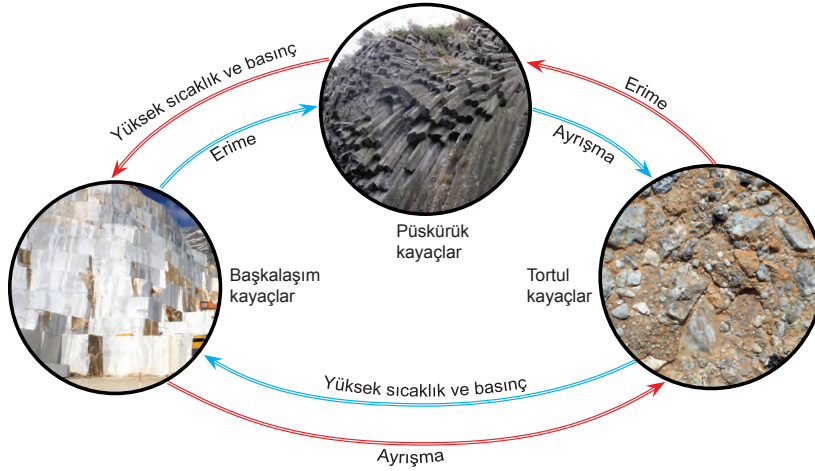 Yüksek sıcaklık ve basınç
Erime
Erime
Ayrışma
Püskürük
kayaçlar
Başkalaşım
kayaçlar
Tortul
kayaçlar
Yüksek sıcaklık ve basınç
Ayrışma